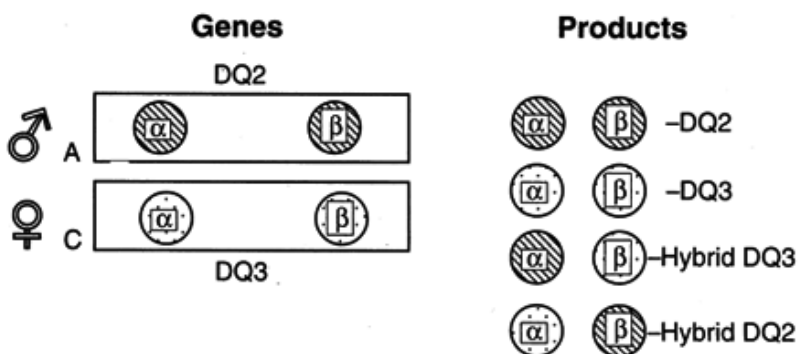 Genes
DQ2
α β
A
α β
C
DQ3
Products
α β –DQ2
α β –DQ3
α β –Hybrid DQ3
α β –Hybrid DQ2